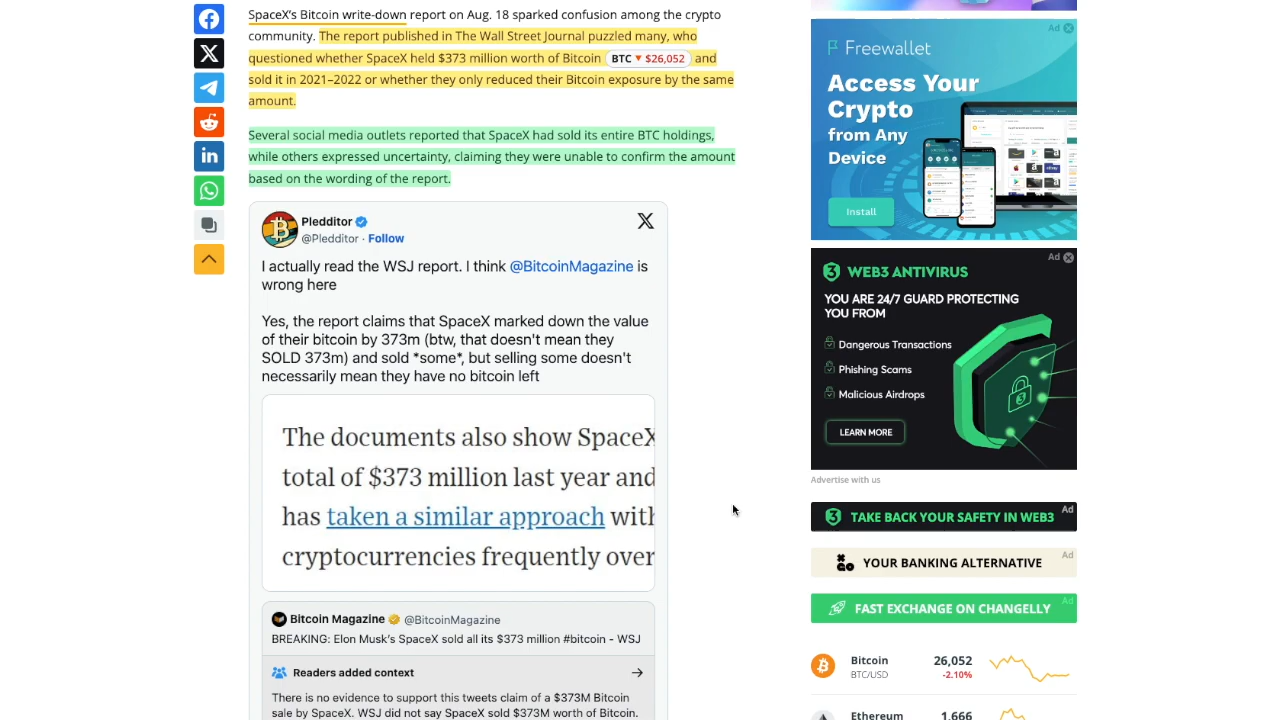 SpaceX's Bitcoin write-down report on Aug. 18 sparked confusion among the crypto
community. The report published in The Wall Street Journal puzzled many, who
questioned whether SpaceX held $373 million worth of Bitcoin BTC ▼ $26,052 and
sold it in 2021–2022 or whether they only reduced their Bitcoin exposure by the same
amount.
Several social media outlets reported that SpaceX had sold its entire BTC holdings,
while others expressed uncertainty, claiming they were unable to confirm the amount
based on the content of the report.
Pledditor
@Pledditor · Follow
I actually read the WSJ report. I think @BitcoinMagazine is
wrong here
Yes, the report claims that SpaceX marked down the value
of their bitcoin by 373m (btw, that doesn't mean they
SOLD 373m) and sold *some*, but selling some doesn't
necessarily mean they have no bitcoin left
The documents also show SpaceX
total of $373 million last year and
has taken a similar approach with
cryptocurrencies frequently over
Bitcoin Magazine @BitcoinMagazine
BREAKING: Elon Musk's SpaceX sold all its $373 million #bitcoin - WSJ
Readers added context
There is no evidence to support this tweets claim of a $373M Bitcoin
sale by SpaceX. WSJ did not say SpaceX sold $373M worth of Bitcoin.
Ad
Freewallet
Access Your
Crypto
from Any
Device
Install
Ad
WEB3 ANTIVIRUS
YOU ARE 24/7 GUARD PROTECTING
YOU FROM
Dangerous Transactions
Phishing Scams
Malicious Airdrops
LEARN MORE
Advertise with us
TAKE BACK YOUR SAFETY IN WEB3 Ad
YOUR BANKING ALTERNATIVE Ad
FAST EXCHANGE ON CHANGELLY Ad
Bitcoin 26,052
BTC/USD -2.10%
Ethereum 1,666